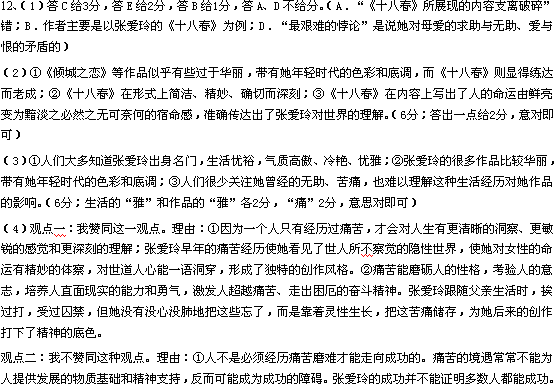 12、(1)答C给3分，答E给2分，答B给1分，答A、D不给分。(A．“《十八春》所展现的内容支离破碎”
错；B．作者主要是以张爱玲的《十八春》为例；D．“最艰难的悖论”是说她对母爱的求助与无助、爱与
恨的矛盾的)
(2)①《倾城之恋》等作品似乎有些过于华丽，带有她年轻时代的色彩和底调，而《十八春》则显得练达
而老成；②《十八春》在形式上简洁、精妙、确切而深刻；③《十八春》在内容上写出了人的命运由鲜亮
变为黯淡之必然之无可奈何的宿命感，准确传达出了张爱玲对世界的理解。(6分；答出一点给2分，意对即
可)
(3)①人们大多知道张爱玲出身名门，生活忧裕，气质高傲、冷艳、忧雅；②张爱玲的很多作品比较华丽，
带有她年轻时代的色彩和底调；③人们很少关注她曾经的无助、苦痛，也难以理解这种生活经历对她作品
的影响。(6分；生活的“雅”和作品的“雅”各2分，“痛”2分，意思对即可)
(4)观点一：我赞同这一观点。理由：①因为一个人只有经历过痛苦，才会对人生有更清晰的洞察、更敏
锐的感觉和更深刻的理解；张爱玲早年的痛苦经历使她看见了世人所不察觉的隐性世界，使她对女性的命
运有精妙的体察，对世道人心能一语洞穿，形成了独特的创作风格。②痛苦能磨砺人的性格，考验人的意
志，培养人直面现实的能力和勇气，激发人超越痛苦、走出困厄的奋斗精神。张爱玲跟随父亲生活时，挨
过打，受过囚禁，但她没有没心没肺地把这些忘了，而是靠着灵性生长，把这苦痛储存，为她后来的创作
打下了精神的底色。
观点二：我不赞同这种观点。理由：①人不是必须经历痛苦磨难才能走向成功的。痛苦的境遇常常不能为
人提供发展的物质基础和精神支持，反而可能成为成功的障碍。张爱玲的成功并不能证明多数人都能成功。